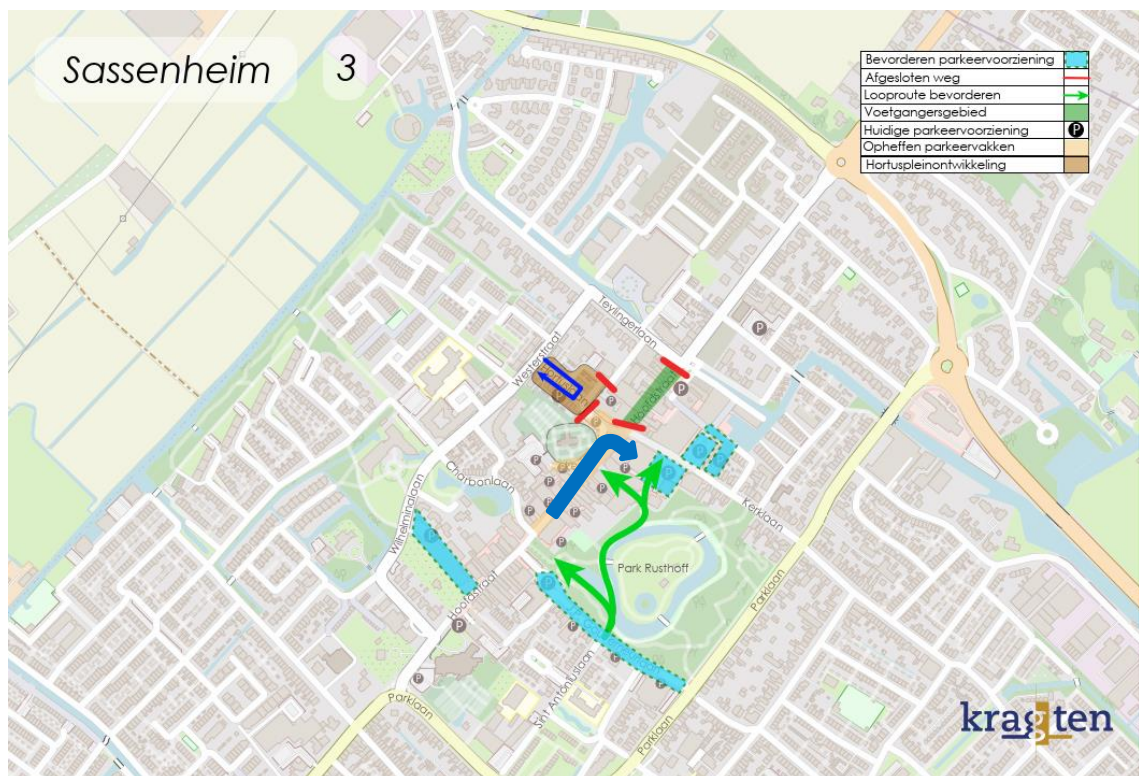 Sassenheim 3
Bevorderen parkeervoorziening
Afgesloten weg
Looproute bevorderen
Voetgangersgebied
Huidige parkeervoorziening P
Opheffen parkeervakken
Hortuspleinontwikkeling
Teylingerlaan
Westerstraat
Hoofdstraat
Charbonlaan
Kerklaan
Wilhelminalaan
Park Rusthoff
Parklaan
Hoofdstraat
Sint Antoniuslaan
Parklaan
Parklaan
kragten